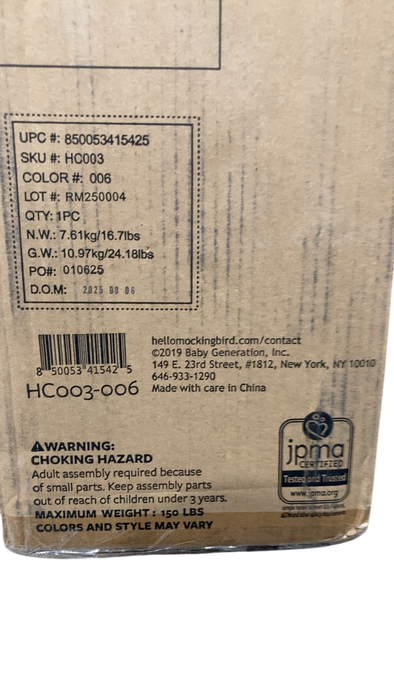 UPC #: 850053415425
SKU #: HC003
COLOR #: 006
LOT #: RM250004
QTY: 1PC
N.W.: 7.61kg/16.7lbs
G.W.: 10.97kg/24.18lbs
PO#: 010625
D.O.M: 2025 08 06
8 50053 41542 5
HC003-006
hellomockingbird.com/contact
©2019 Baby Generation, Inc.
149 E. 23rd Street, #1812, New York, NY 10010
646-933-1290
Made with care in China
⚠WARNING:
CHOKING HAZARD
Adult assembly required because
of small parts. Keep assembly parts
out of reach of children under 3 years.
MAXIMUM WEIGHT : 150 LBS
COLORS AND STYLE MAY VARY
jpma
CERTIFIED
Tested and Trusted
www.jpma.org